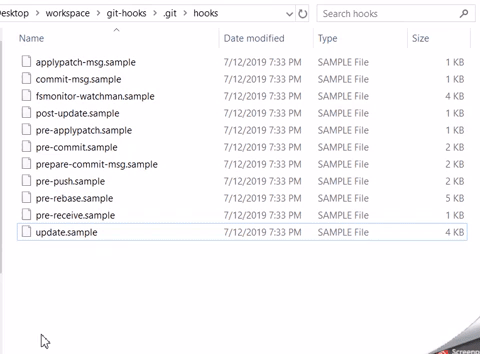 Desktop > workspace > git-hooks > .git > hooks
Search hooks
Name Date modified Type Size
applypatch-msg.sample 7/12/2019 7:33 PM SAMPLE File 1 KB
commit-msg.sample 7/12/2019 7:33 PM SAMPLE File 1 KB
fsmonitor-watchman.sample 7/12/2019 7:33 PM SAMPLE File 4 KB
post-update.sample 7/12/2019 7:33 PM SAMPLE File 1 KB
pre-applypatch.sample 7/12/2019 7:33 PM SAMPLE File 1 KB
pre-commit.sample 7/12/2019 7:33 PM SAMPLE File 2 KB
prepare-commit-msg.sample 7/12/2019 7:33 PM SAMPLE File 2 KB
pre-push.sample 7/12/2019 7:33 PM SAMPLE File 2 KB
pre-rebase.sample 7/12/2019 7:33 PM SAMPLE File 5 KB
pre-receive.sample 7/12/2019 7:33 PM SAMPLE File 1 KB
update.sample 7/12/2019 7:33 PM SAMPLE File 4 KB